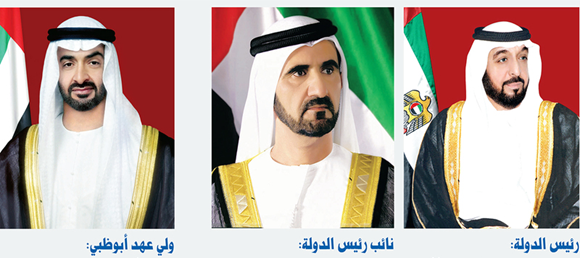 رئيس الدولة:
نائب رئيس الدولة:
ولي عهد أبوظبي: